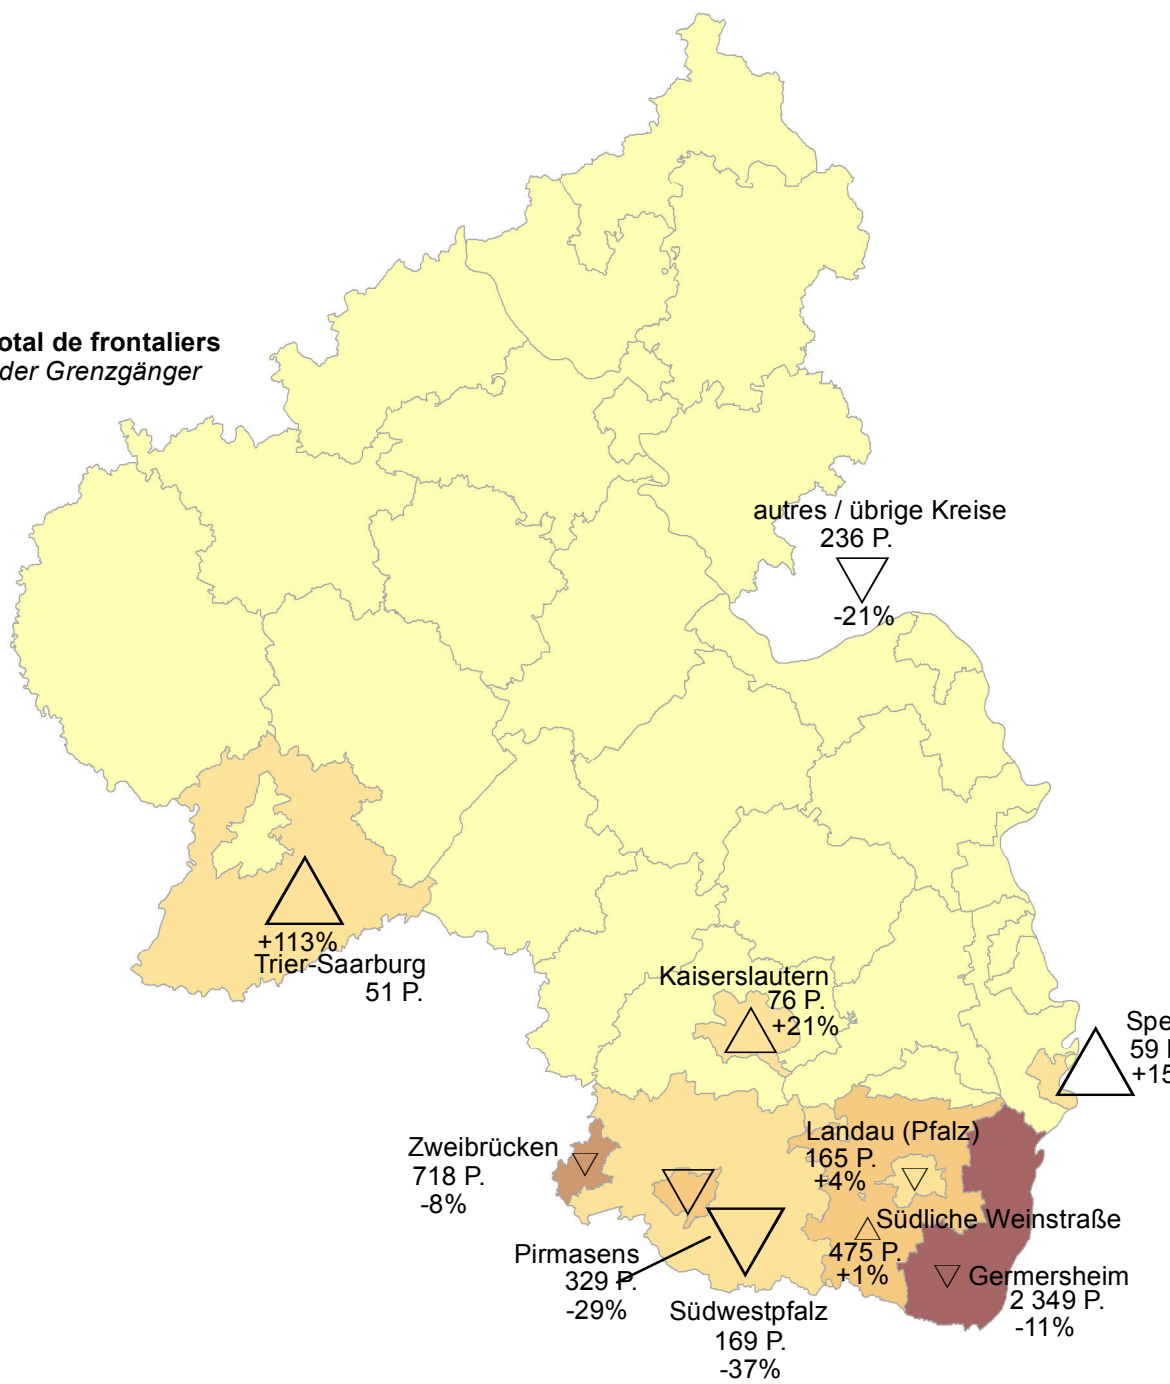 otal de frontaliers
der Grenzgänger
autres / übrige Kreise
236 P.
-21%
+113%
Trier-Saarburg
51 P.
Kaiserslautern
76 P.
+21%
Spe
59
+15
Zweibrücken
718 P.
-8%
Landau (Pfalz)
165 P.
+4%
Südliche Weinstraße
475 P.
+1%
Pirmasens
329 P.
-29%
Germersheim
2 349 P.
-11%
Südwestpfalz
169 P.
-37%